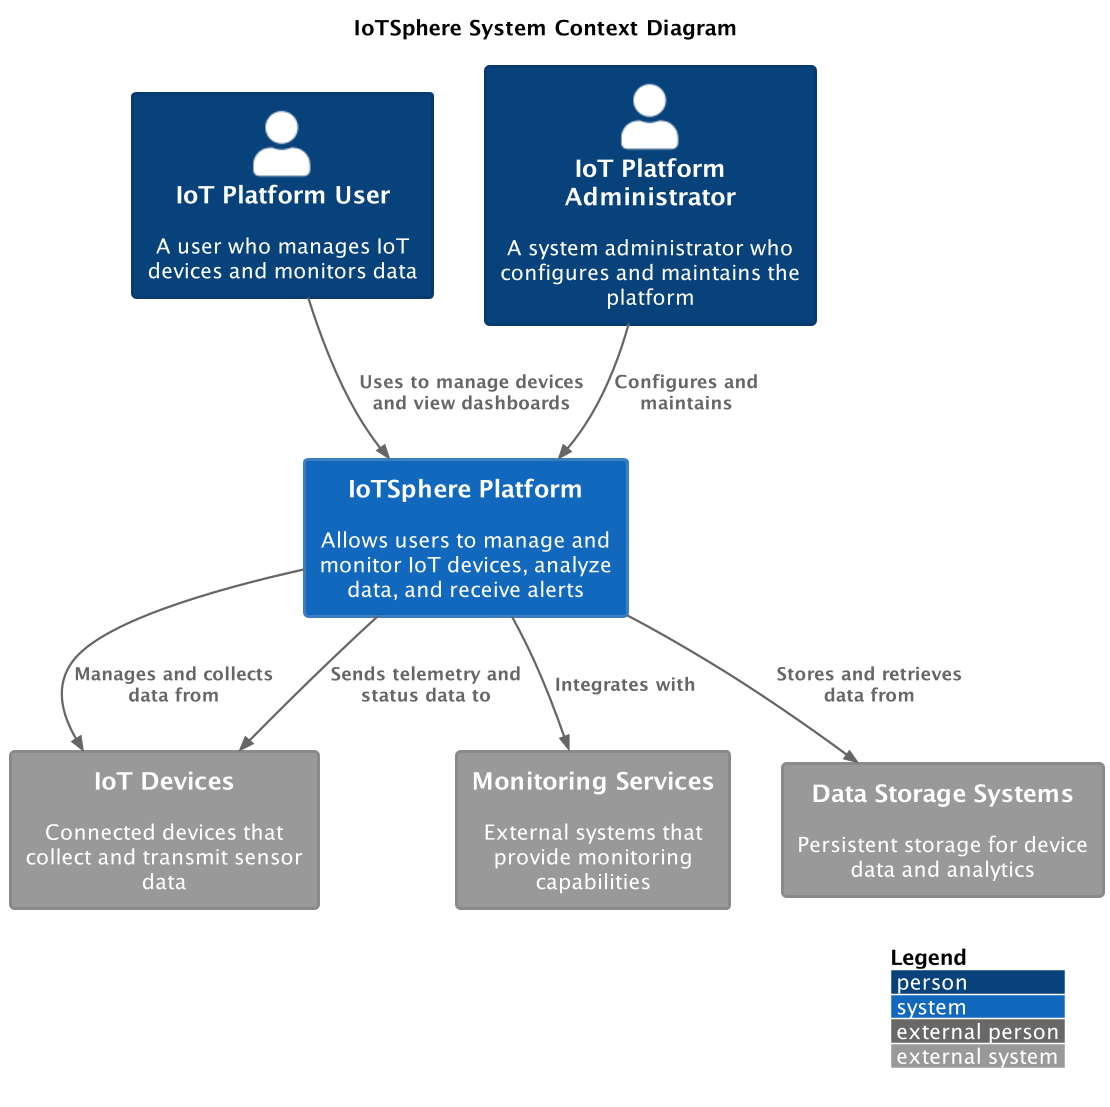 IoTSphere System Context Diagram
IoT Platform User
A user who manages IoT
devices and monitors data
IoT Platform
Administrator
A system administrator who
configures and maintains the
platform
Uses to manage devices
and view dashboards
Configures and
maintains
IoTSphere Platform
Allows users to manage and
monitor IoT devices, analyze
data, and receive alerts
Manages and collects
data from
Sends telemetry and
status data to
Integrates with
Stores and retrieves
data from
IoT Devices
Connected devices that
collect and transmit sensor
data
Monitoring Services
External systems that
provide monitoring
capabilities
Data Storage Systems
Persistent storage for device
data and analytics
Legend
person
system
external person
external system